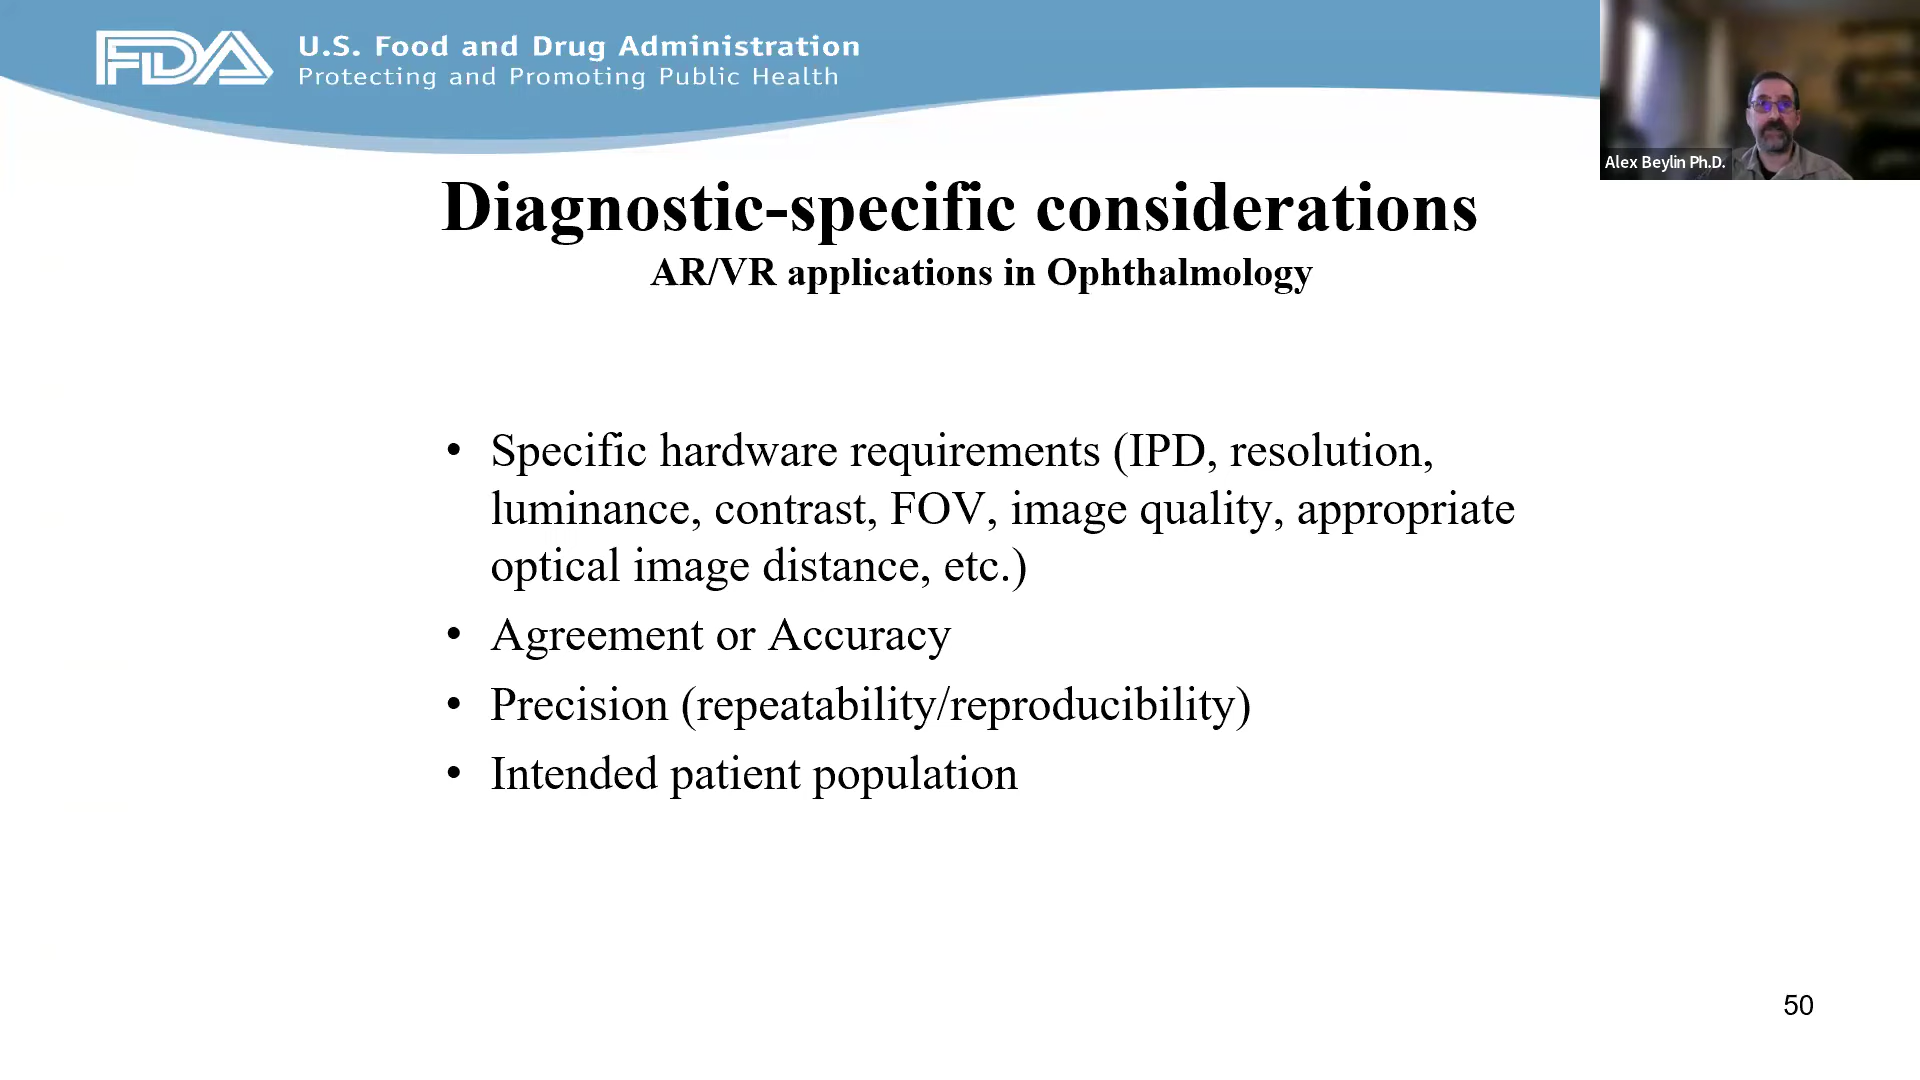 FDA
U.S. Food and Drug Administration
Protecting and Promoting Public Health
Alex Beylin Ph.D.
Diagnostic-specific considerations
AR/VR applications in Ophthalmology
• Specific hardware requirements (IPD, resolution,
luminance, contrast, FOV, image quality, appropriate
optical image distance, etc.)
• Agreement or Accuracy
• Precision (repeatability/reproducibility)
• Intended patient population
50